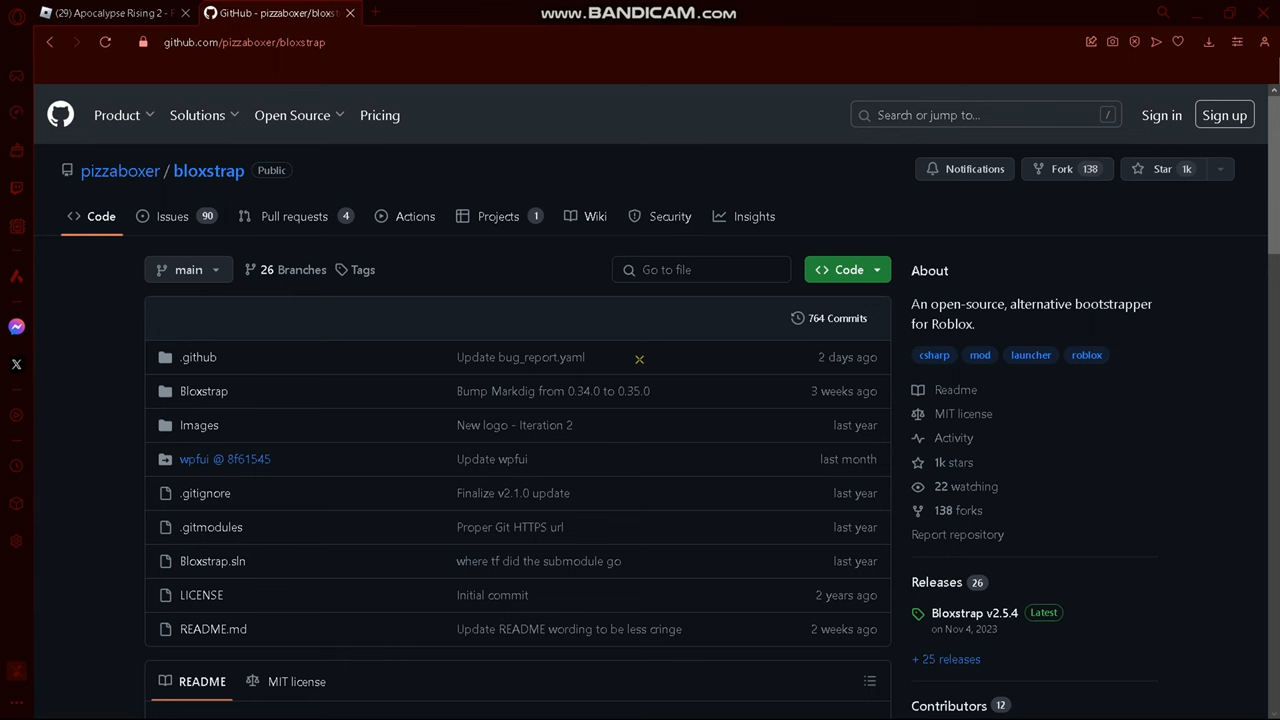 (29) Apocalypse Rising 2 - F
GitHub - pizzaboxer/bloxst
www.BANDICAM.com
github.com/pizzaboxer/bloxstrap
Product Solutions Open Source Pricing
Search or jump to... /
Sign in Sign up
pizzaboxer / bloxstrap Public
Notifications Fork 138 Star 1k
Code Issues 90 Pull requests 4 Actions Projects 1 Wiki Security Insights
main 26 Branches Tags Go to file Code
764 Commits
.github Update bug_report.yaml 2 days ago
Bloxstrap Bump Markdig from 0.34.0 to 0.35.0 3 weeks ago
Images New logo - Iteration 2 last year
wpfui @ 8f61545 Update wpfui last month
.gitignore Finalize v2.1.0 update last year
.gitmodules Proper Git HTTPS url last year
Bloxstrap.sln where tf did the submodule go last year
LICENSE Initial commit 2 years ago
README.md Update README wording to be less cringe 2 weeks ago
README MIT license
About
An open-source, alternative bootstrapper
for Roblox.
csharp mod launcher roblox
Readme
MIT license
Activity
1k stars
22 watching
138 forks
Report repository
Releases 26
Bloxstrap v2.5.4 Latest
on Nov 4, 2023
+ 25 releases
Contributors 12